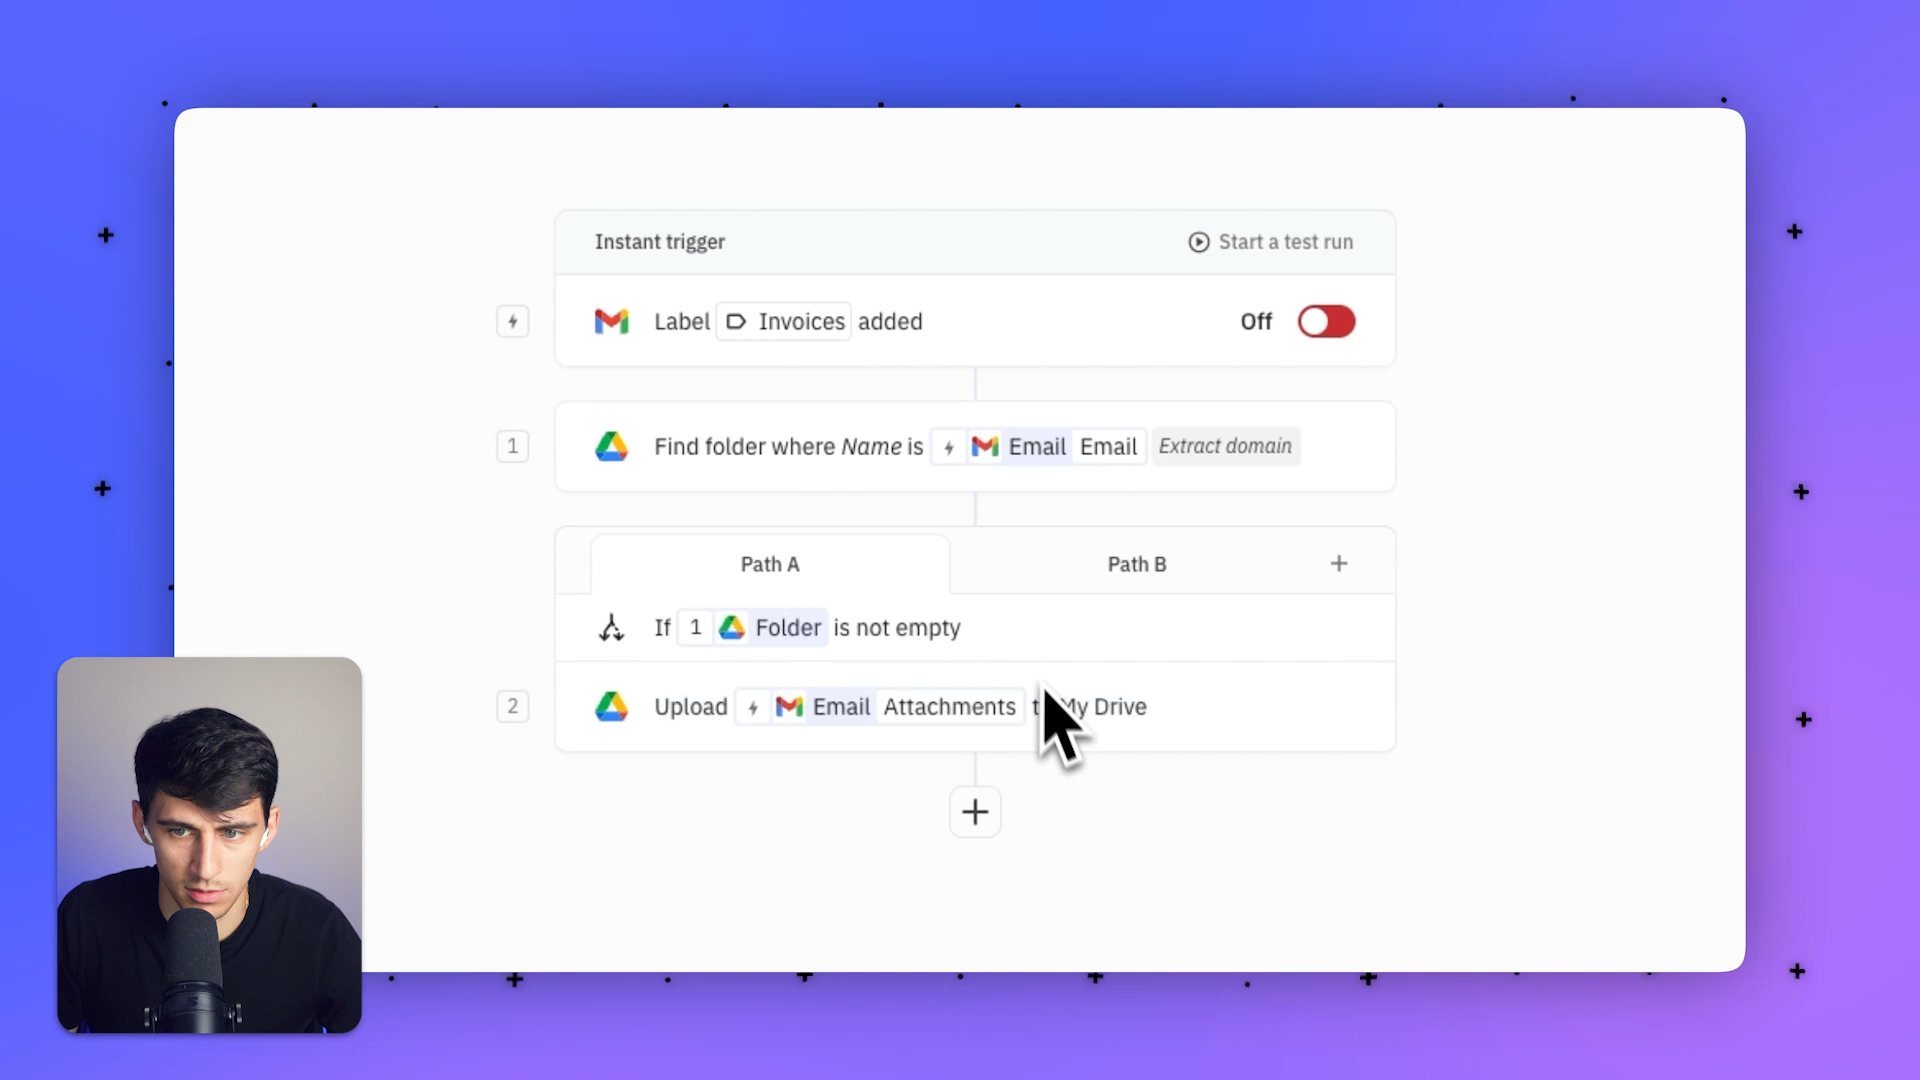 Instant trigger
Start a test run
Label Invoices added
Off
1
Find folder where Name is Email Email Extract domain
Path A
Path B
If 1 Folder is not empty
2
Upload Email Attachments My Drive